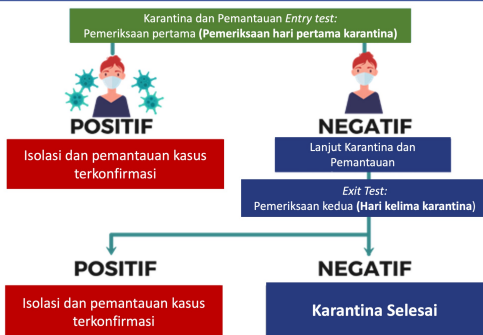 Karantina dan Pemantauan Entry test:
Pemeriksaan pertama (Pemeriksaan hari pertama karantina)
POSITIF
NEGATIF
Isolasi dan pemantauan kasus
terkonfirmasi
Lanjut Karantina dan
Pemantauan
Exit Test:
Pemeriksaan kedua (Hari kelima karantina)
POSITIF
NEGATIF
Isolasi dan pemantauan kasus
terkonfirmasi
Karantina Selesai